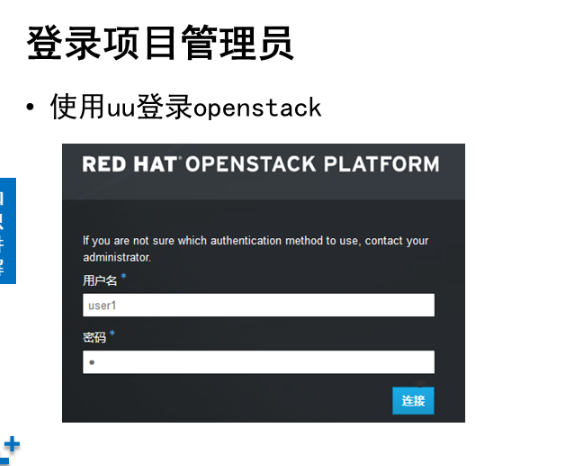 登录项目管理员
• 使用uu登录openstack
RED HAT OPENSTACK PLATFORM
If you are not sure which authentication method to use, contact your
administrator.
用户名 *
user1
密码 *
连接